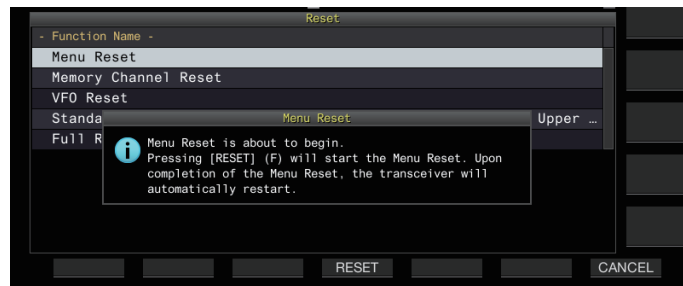 Reset
- Function Name -
Menu Reset
Memory Channel Reset
VFO Reset
Standa
Upper …
Full R
Menu Reset
Menu Reset is about to begin.
Pressing [RESET] (F) will start the Menu Reset. Upon
completion of the Menu Reset, the transceiver will
automatically restart.
RESET
CANCEL